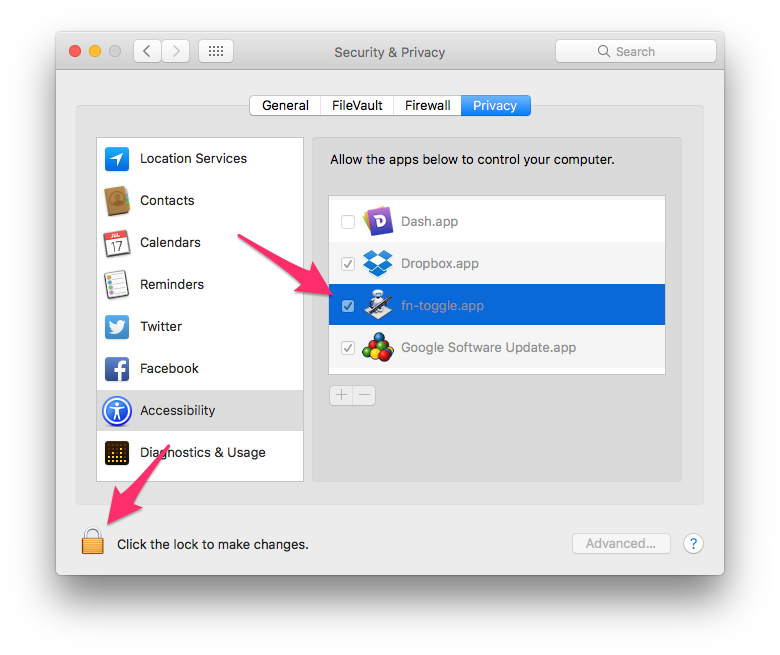 Security & Privacy
Search
General FileVault Firewall Privacy
Location Services
Contacts
JUL
17
Calendars
Reminders
Twitter
Facebook
Accessibility
Diagnostics & Usage
Allow the apps below to control your computer.
Dash.app
Dropbox.app
fn-toggle.app
Google Software Update.app
Click the lock to make changes.
Advanced...
?